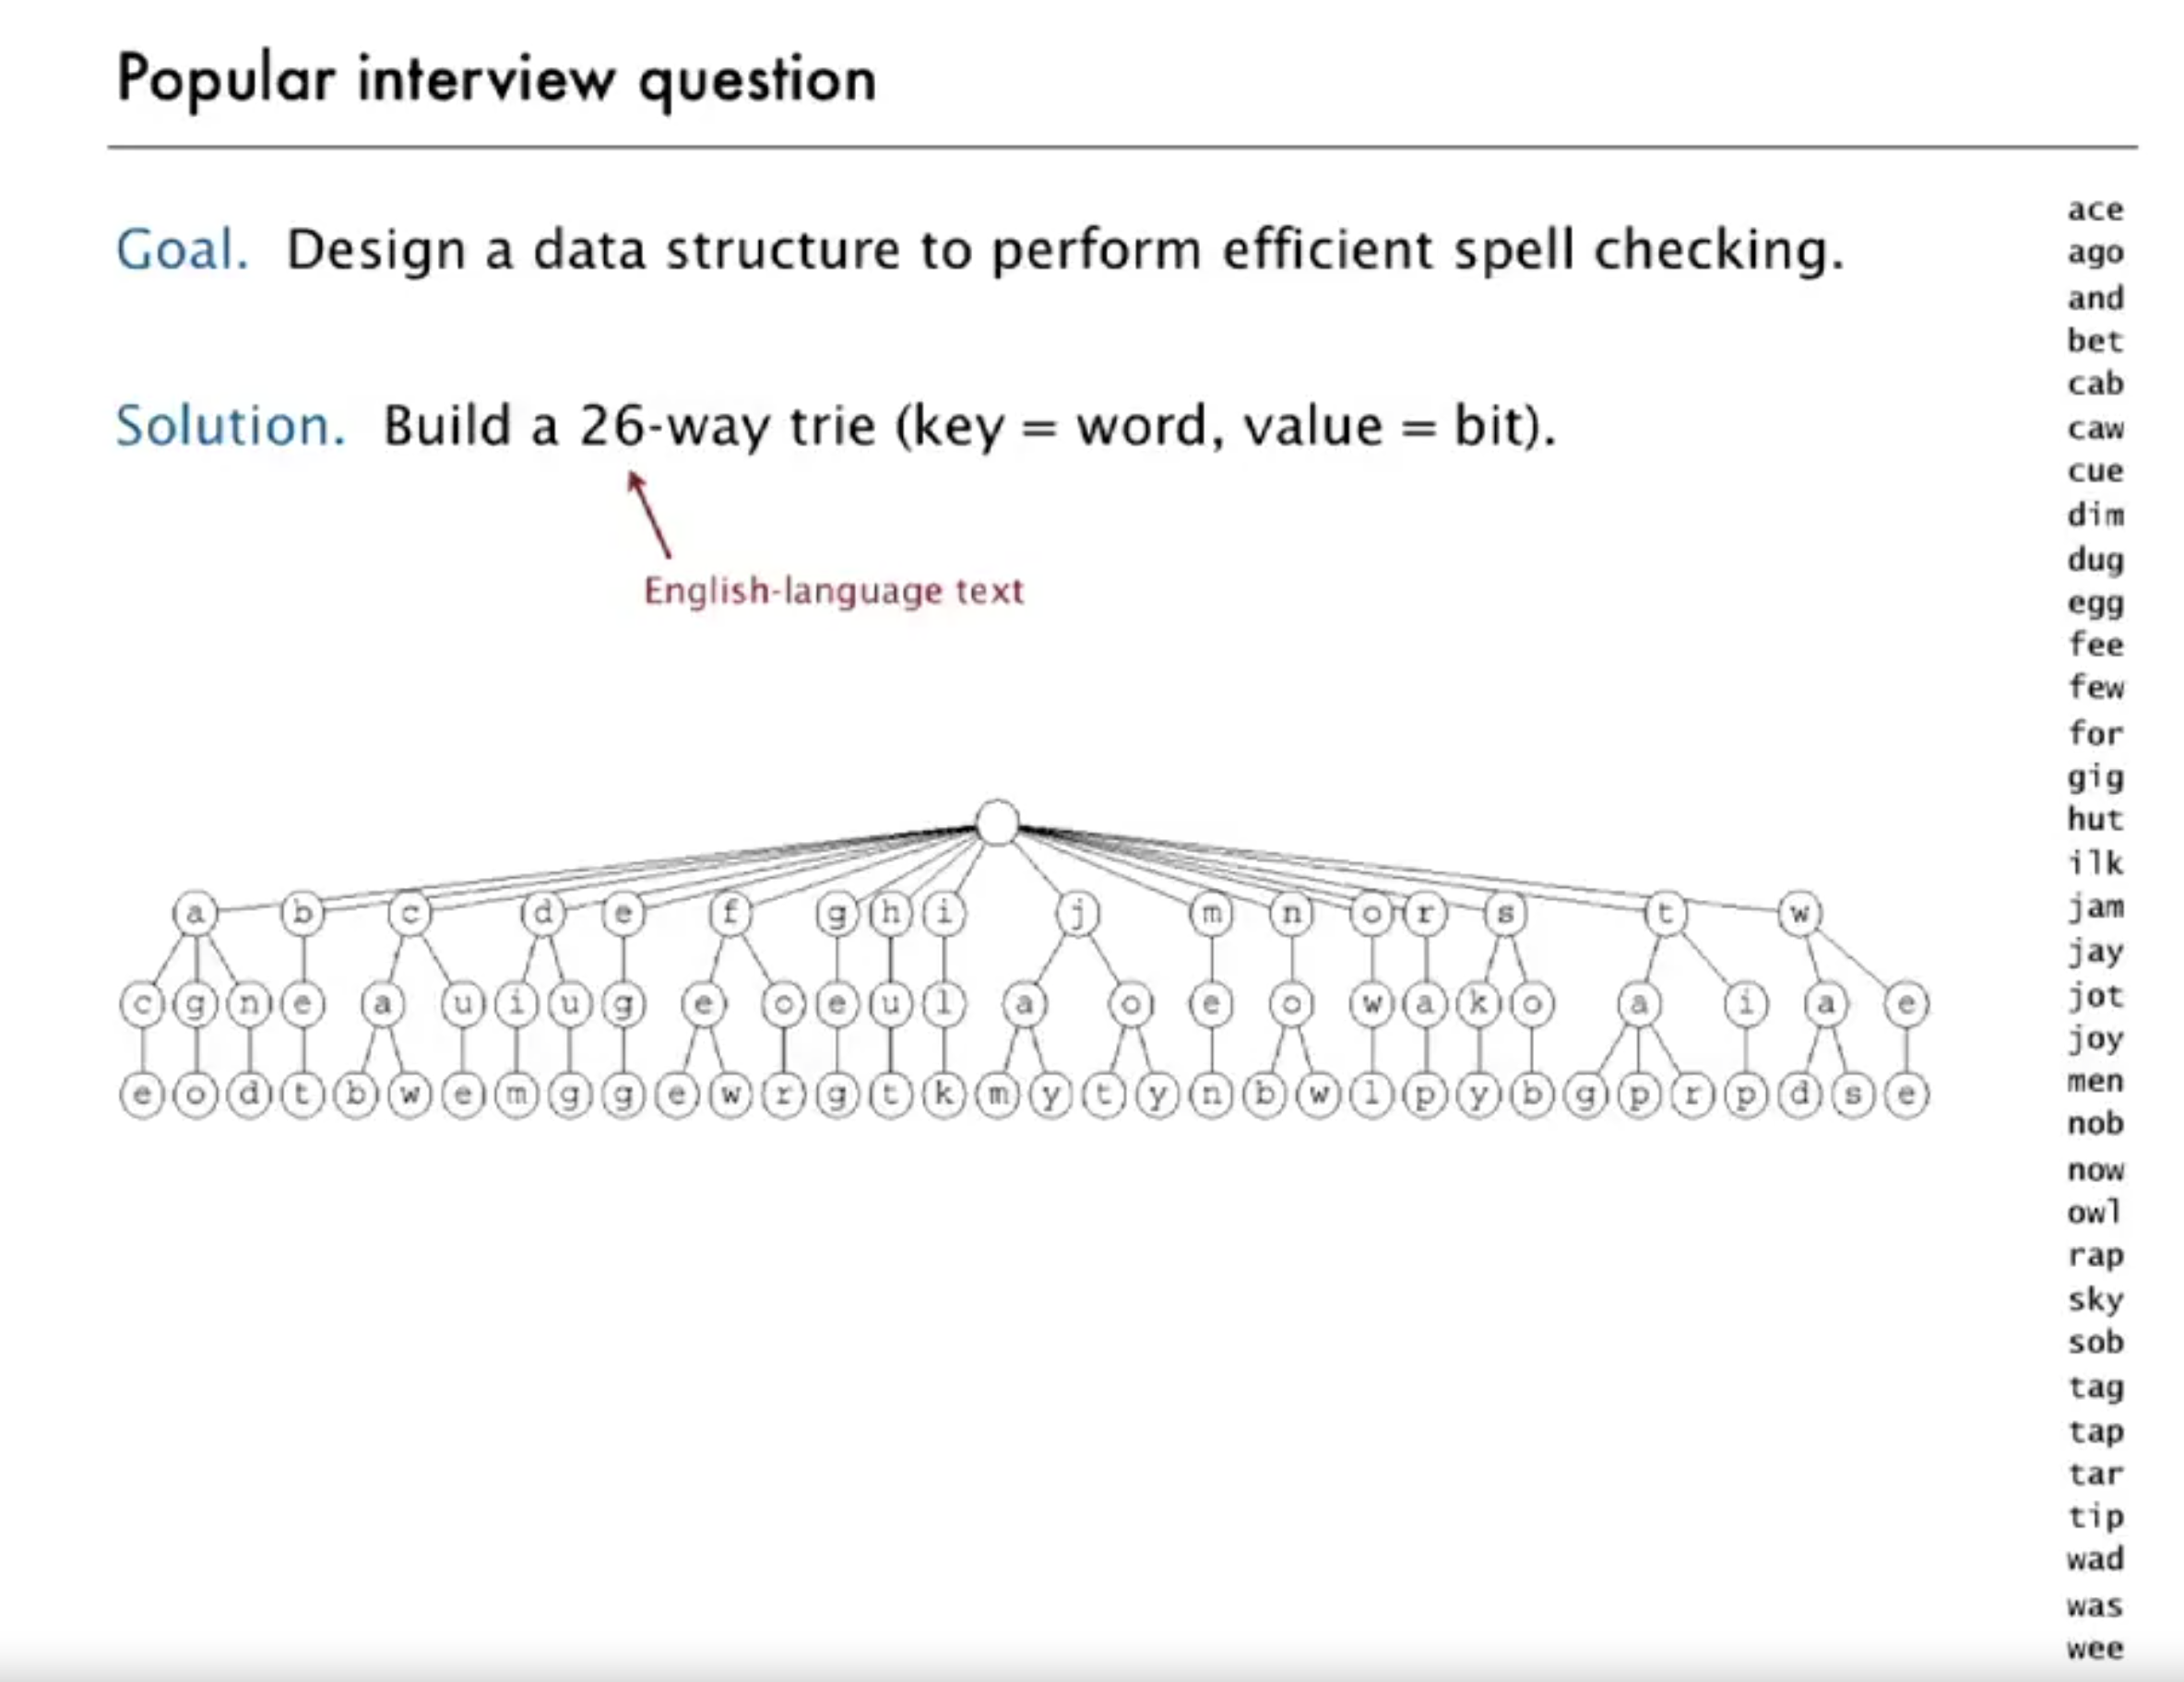 Popular interview question
Goal. Design a data structure to perform efficient spell checking.
Solution. Build a 26-way trie (key = word, value = bit).
English-language text
a b c d e f g h i j m n o r s t w
c g n e a u i u g e o e u l a o e o w a k o a i a e
e o d t b w e m g g e w r g t k m y t y n b w l p y b g p r p d s e
ace
ago
and
bet
cab
caw
cue
dim
dug
egg
fee
few
for
gig
hut
ilk
jam
jay
jot
joy
men
nob
now
owl
rap
sky
sob
tag
tap
tar
tip
wad
was
wee